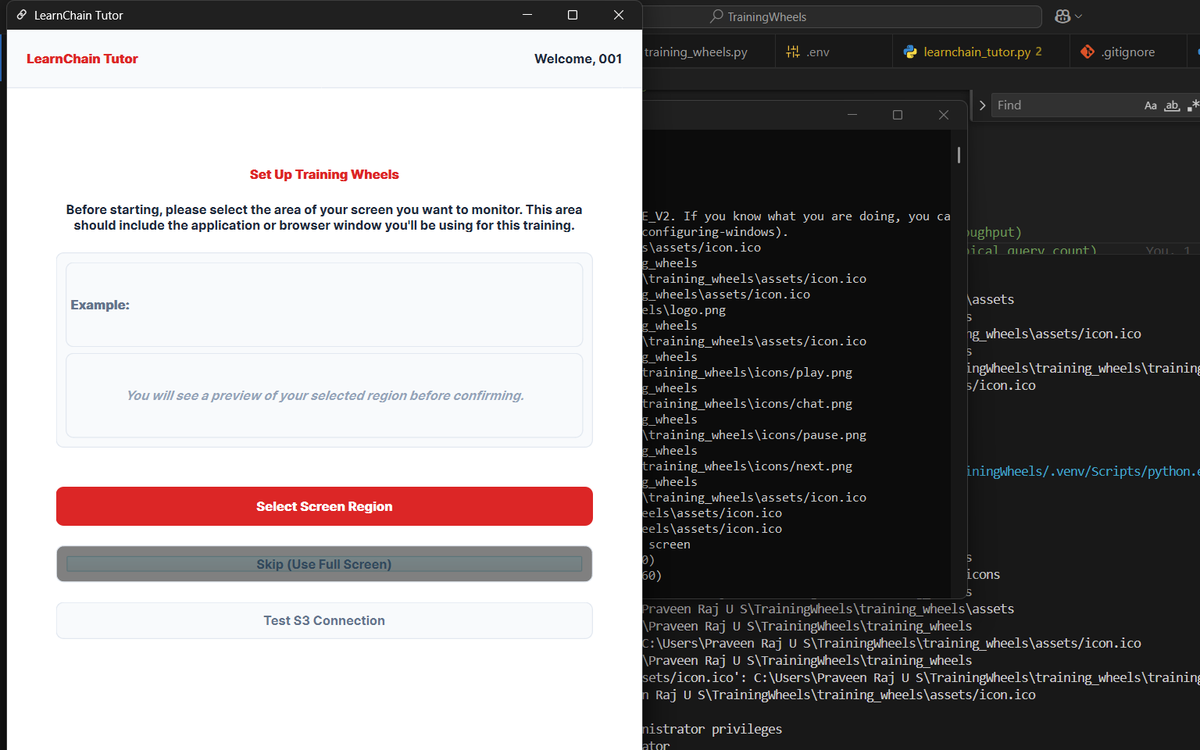 LearnChain Tutor
LearnChain Tutor
Welcome, 001
Set Up Training Wheels
Before starting, please select the area of your screen you want to monitor. This area
should include the application or browser window you'll be using for this training.
Example:
You will see a preview of your selected region before confirming.
Select Screen Region
Skip (Use Full Screen)
Test S3 Connection
TrainingWheels
training_wheels.py
.env
learnchain_tutor.py 2
.gitignore
Find
Aa
ab
E_V2. If you know what you are doing, you ca
configuring-windows).
s\assets/icon.ico
g_wheels
\training_wheels\assets/icon.ico
g_wheels\assets/icon.ico
els\logo.png
g_wheels
\training_wheels\assets/icon.ico
g_wheels
training_wheels\icons/play.png
g_wheels
training_wheels\icons/chat.png
g_wheels
\training_wheels\icons/pause.png
g_wheels
training_wheels\icons/next.png
g_wheels
\training_wheels\assets/icon.ico
eels\assets/icon.ico
eels\assets/icon.ico
screen
0)
60)
oughput)
ical query count)
You, 1
\assets
s
ng_wheels\assets/icon.ico
s
ingWheels\training_wheels\training
s/icon.ico
iningWheels/.venv/Scripts/python.e
s
icons
s
Praveen Raj U S\TrainingWheels\training_wheels\assets
\Praveen Raj U S\TrainingWheels\training_wheels
C:\Users\Praveen Raj U S\TrainingWheels\training_wheels\assets/icon.ico
\Praveen Raj U S\TrainingWheels\training_wheels
sets/icon.ico': C:\Users\Praveen Raj U S\TrainingWheels\training_wheels\training
n Raj U S\TrainingWheels\training_wheels\assets/icon.ico
nistrator privileges
ator